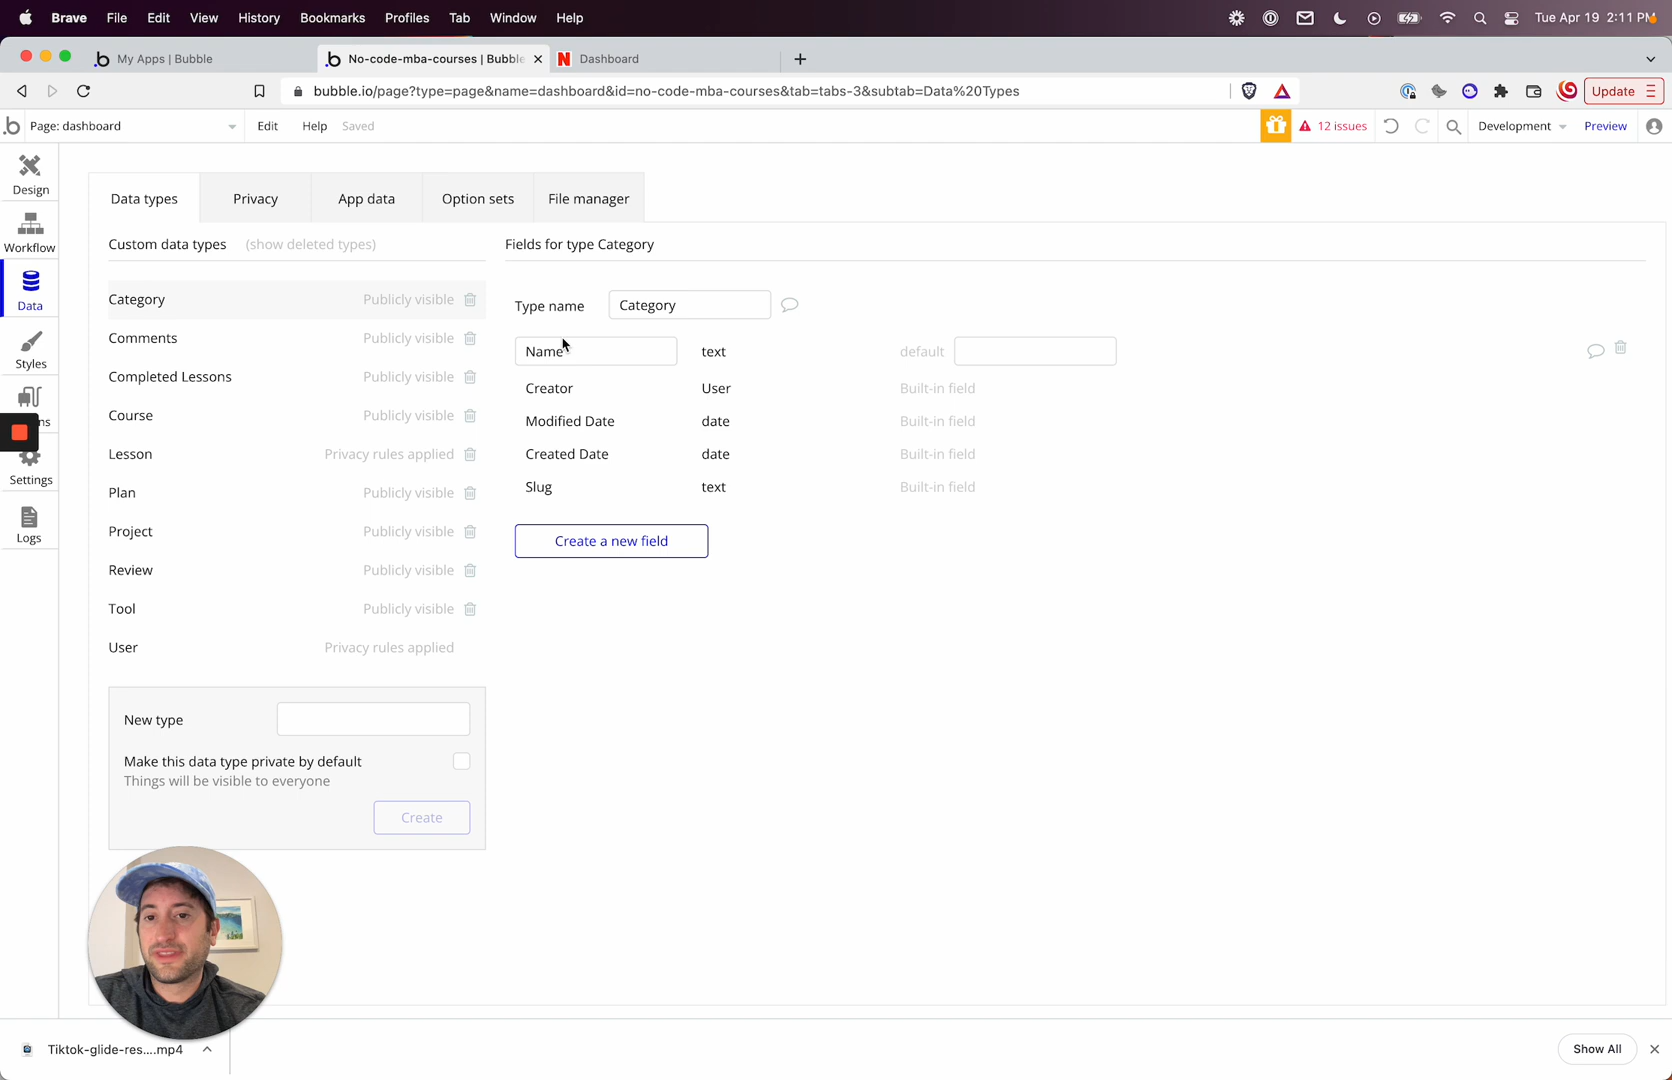 Brave File Edit View History Bookmarks Profiles Tab Window Help Tue Apr 19 2:11 PM
My Apps | Bubble No-code-mba-courses | Bubble Dashboard
bubble.io/page?type=page&name=dashboard&id=no-code-mba-courses&tab=tabs-3&subtab=Data%20Types Update
Page: dashboard Edit Help Saved 12 issues Development Preview
Design
Workflow
Data
Styles
ns
Settings
Logs
Data types Privacy App data Option sets File manager
Custom data types (show deleted types)
Category Publicly visible
Comments Publicly visible
Completed Lessons Publicly visible
Course Publicly visible
Lesson Privacy rules applied
Plan Publicly visible
Project Publicly visible
Review Publicly visible
Tool Publicly visible
User Privacy rules applied
New type
Make this data type private by default
Things will be visible to everyone
Create
Fields for type Category
Type name Category
Name text default
Creator User Built-in field
Modified Date date Built-in field
Created Date date Built-in field
Slug text Built-in field
Create a new field
Tiktok-glide-res....mp4 Show All